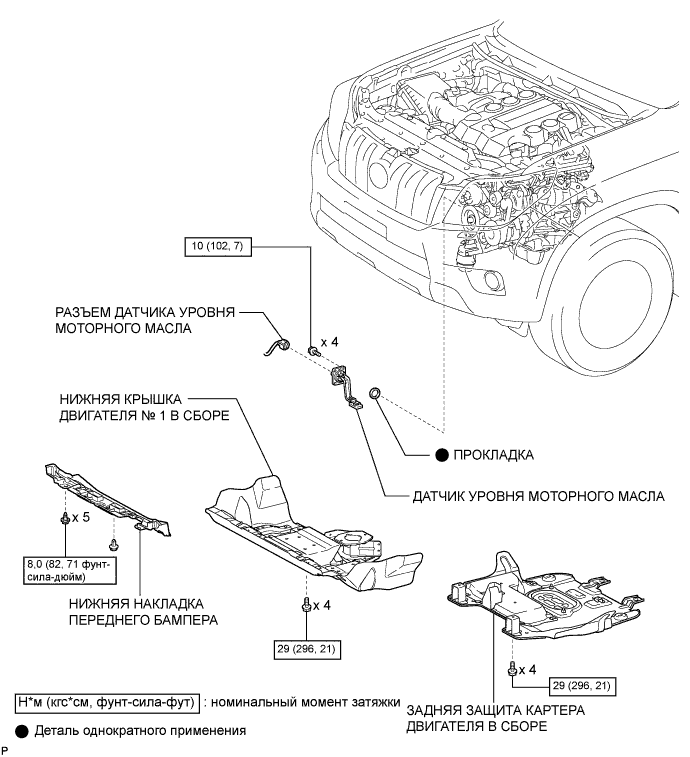 10 (102, 7)
РАЗЪЕМ ДАТЧИКА УРОВНЯ
МОТОРНОГО МАСЛА
x 4
НИЖНЯЯ КРЫШКА
ДВИГАТЕЛЯ № 1 В СБОРЕ
ПРОКЛАДКА
ДАТЧИК УРОВНЯ МОТОРНОГО МАСЛА
x 5
8,0 (82, 71 фунт-
сила-дюйм)
НИЖНЯЯ НАКЛАДКА
ПЕРЕДНЕГО БАМПЕРА
x 4
29 (296, 21)
x 4
29 (296, 21)
ЗАДНЯЯ ЗАЩИТА КАРТЕРА
ДВИГАТЕЛЯ В СБОРЕ
Н*м (кгс*см, фунт-сила-фут) : номинальный момент затяжки
Деталь однократного применения
P